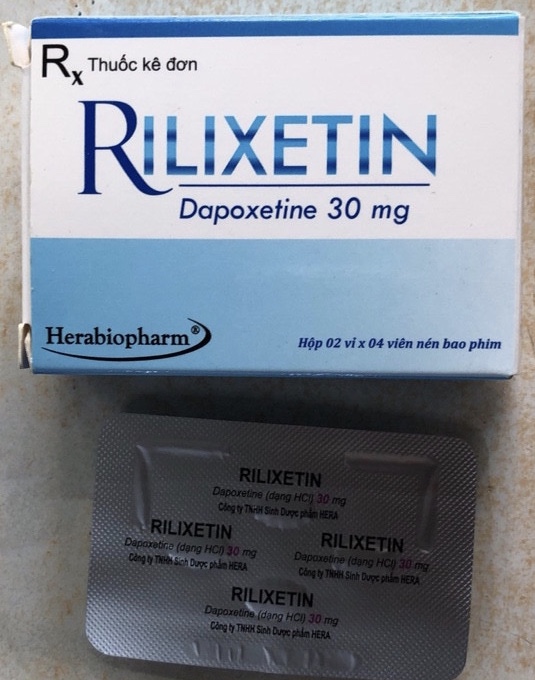 Rx Thuốc kê đơn
RILIXETIN
Dapoxetine 30 mg
Herabiopharm®
Hộp 02 vỉ x 04 viên nén bao phim
RILIXETIN
Dapoxetine (dạng HCl) 30 mg
Công ty TNHH Sinh Dược phẩm HERA
RILIXETIN
Dapoxetine (dạng HCl) 30 mg
Công ty TNHH Sinh Dược phẩm HERA
RILIXETIN
Dapoxetine (dạng HCl) 30 mg
Công ty TNHH Sinh Dược phẩm HERA
RILIXETIN
Dapoxetine (dạng HCl) 30 mg
Công ty TNHH Sinh Dược phẩm HERA